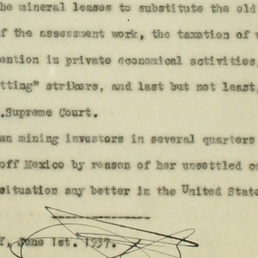 he mineral leases to substitute the old
f the assessment work, the taxation of
ention in private economical activities,
tting" strikers, and last but not least,
.Supreme Court.
an mining investors in several quarters
off Mexico by reason of her unsettled co
situation any better in the United State
Y, June 1st. 1937.